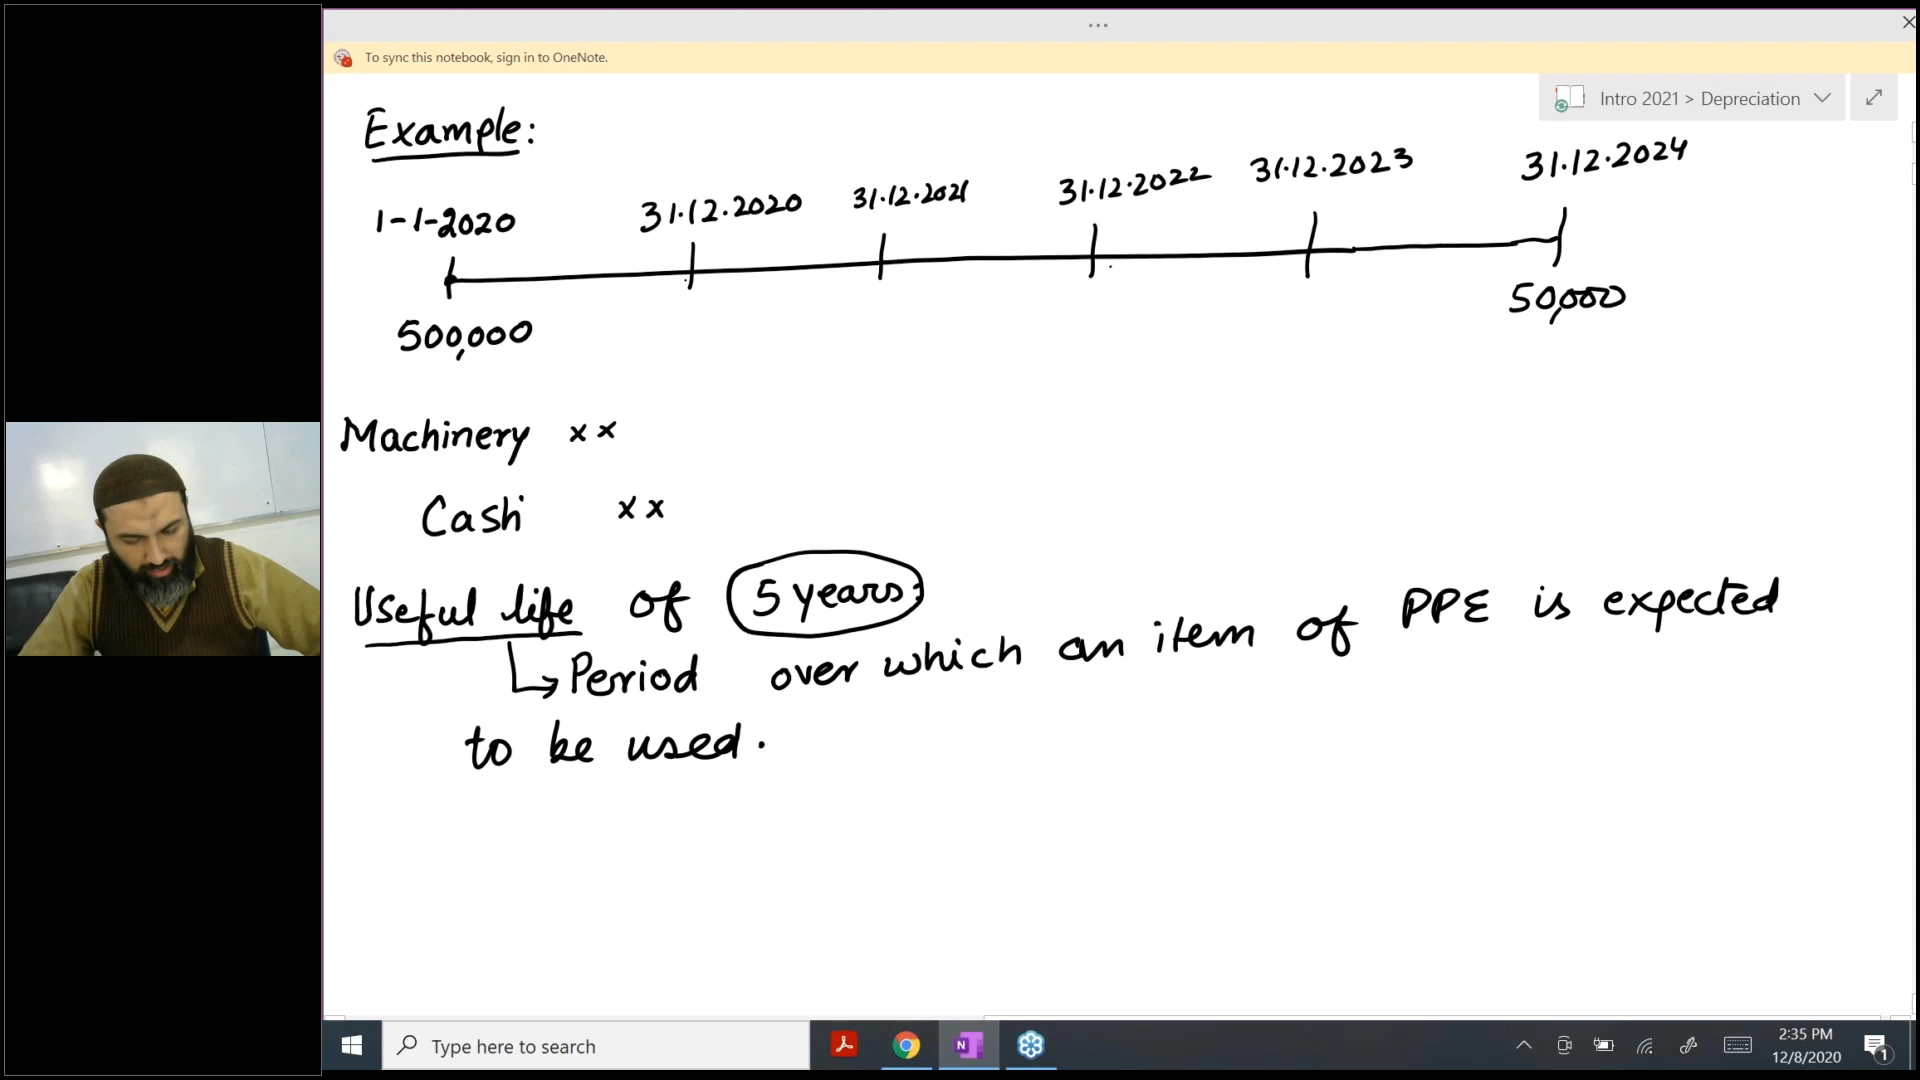 ...
To sync this notebook, sign in to OneNote.
Intro 2021 > Depreciation
Example:
1-1-2020 31.12.2020 31.12.2021 31.12.2022 31.12.2023 31.12.2024
500,000 50,000
Machinery xx
Cash xx
Useful life of 5 years:
Period over which an item of PPE is expected
to be used.
Type here to search
N
2:35 PM
12/8/2020
1